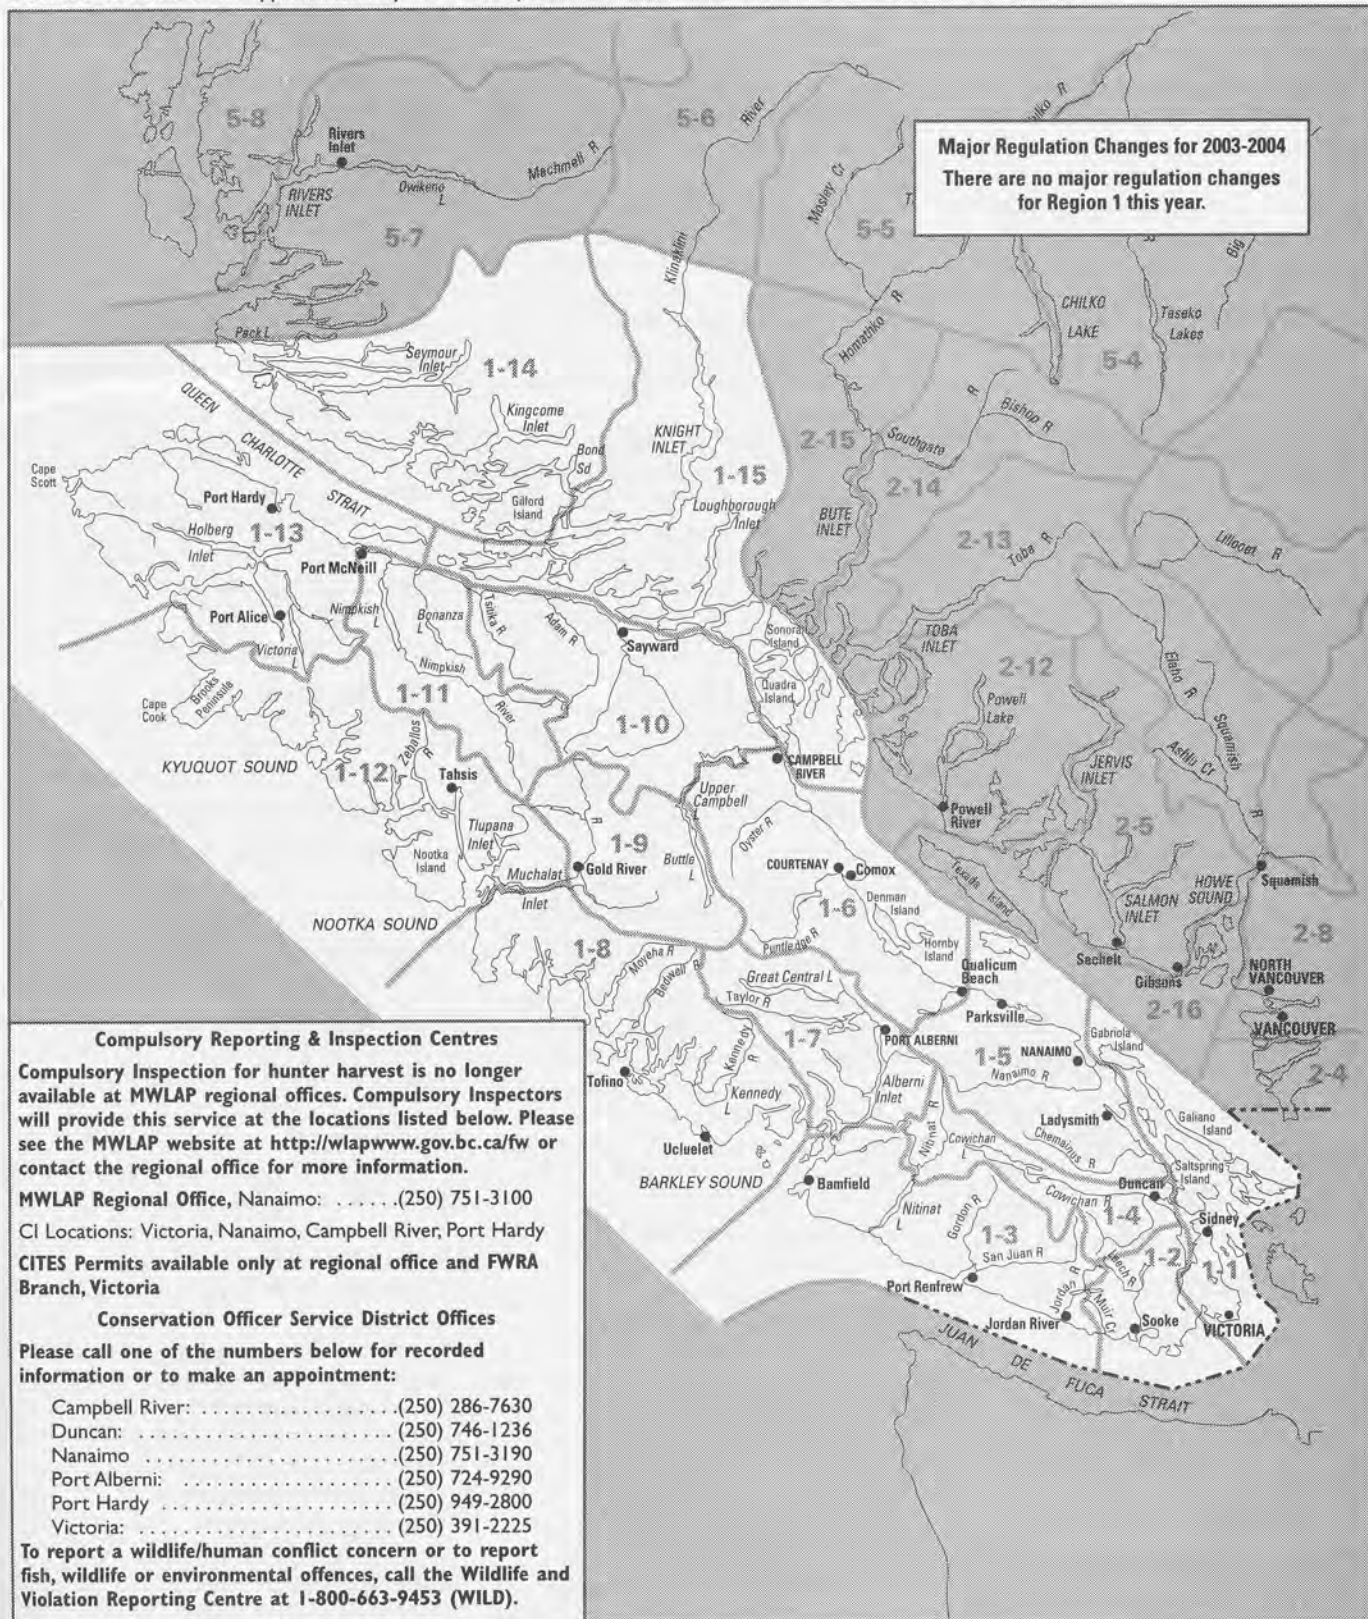 5-8
Rivers
Inlet
RIVERS
INLET
Owikeno
L
Machmell R
5-7
5-6
River
Klinaklini
Mosley Cr
5-5
Homathko R
Major Regulation Changes for 2003-2004
There are no major regulation changes
for Region 1 this year.
CHILKO
LAKE
Taseko
Lakes
Big
5-4
Pack L
Seymour
Inlet
1-14
Kingcome
Inlet
Bond
Sd
Gilford
Island
KNIGHT
INLET
1-15
Loughborough
Inlet
QUEEN
CHARLOTTE
STRAIT
2-15
Southgate
R
Bishop R
2-14
BUTE
INLET
2-13
Toba R
Lillooet R
Cape
Scott
Port Hardy
Holberg
Inlet
1-13
Port McNeill
Port Alice
Nimpkish
L
Bonanza
L
Tsitika R
Adam R
Sayward
Sonora
Island
Quadra
Island
TOBA
INLET
2-12
Elaho R
Squamish
R
Powell
Lake
Victoria
L
Nimpkish
River
1-11
1-10
Cape
Cook
Brooks
Peninsula
KYUQUOT SOUND
1-12
Zeballos
R
Tahsis
CAMPBELL
RIVER
Upper
Campbell
L
Ashlu Cr
JERVIS
INLET
Powell
River
2-5
Tlupana
Inlet
Nootka
Island
1-9
R
Gold River
Muchalat
Inlet
Buttle
L
Oyster R
COURTENAY
Comox
Texada Island
HOWE
SOUND
Squamish
SALMON
INLET
NOOTKA SOUND
1-6
Denman
Island
Hornby
Island
Puntledge R
1-8
Moyeha R
Bedwell R
Great Central L
Taylor R
Qualicum
Beach
Parksville
Sechelt
Gibsons
2-8
NORTH
VANCOUVER
2-16
VANCOUVER
2-4
1-7
PORT ALBERNI
1-5
NANAIMO
Nanaimo R
Gabriola
Island
Tofino
Kennedy
R
Kennedy
L
Alberni
Inlet
Ladysmith
Galiano
Island
Ucluelet
Nitinat R
Cowichan
L
Chemainus R
Saltspring
Island
BARKLEY SOUND
Bamfield
Nitinat
L
Duncan
Cowichan R
1-4
Gordon R
1-3
San Juan R
Sidney
1-2
1-1
Leech R
Port Renfrew
Jordan R
Muir Cr
Jordan River
Sooke
VICTORIA
JUAN DE FUCA STRAIT
Compulsory Reporting & Inspection Centres
Compulsory Inspection for hunter harvest is no longer
available at MWLAP regional offices. Compulsory Inspectors
will provide this service at the locations listed below. Please
see the MWLAP website at http://wlapwww.gov.bc.ca/fw or
contact the regional office for more information.
MWLAP Regional Office, Nanaimo: . . . . . .(250) 751-3100
CI Locations: Victoria, Nanaimo, Campbell River, Port Hardy
CITES Permits available only at regional office and FWRA
Branch, Victoria
Conservation Officer Service District Offices
Please call one of the numbers below for recorded
information or to make an appointment:
Campbell River: . . . . . . . . . . . . . . . . . .(250) 286-7630
Duncan: . . . . . . . . . . . . . . . . . . . . . . . (250) 746-1236
Nanaimo . . . . . . . . . . . . . . . . . . . . . . .(250) 751-3190
Port Alberni: . . . . . . . . . . . . . . . . . . . (250) 724-9290
Port Hardy . . . . . . . . . . . . . . . . . . . . . (250) 949-2800
Victoria: . . . . . . . . . . . . . . . . . . . . . . . (250) 391-2225
To report a wildlife/human conflict concern or to report
fish, wildlife or environmental offences, call the Wildlife and
Violation Reporting Centre at 1-800-663-9453 (WILD).